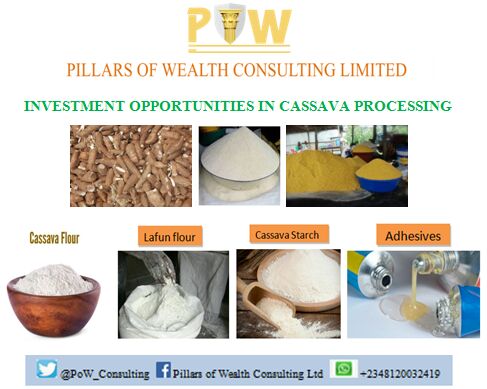 POW
PILLARS OF WEALTH CONSULTING LIMITED
INVESTMENT OPPORTUNITIES IN CASSAVA PROCESSING
Cassava Flour
Lafun flour
Cassava Starch
Adhesives
@PoW_Consulting Pillars of Wealth Consulting Ltd +2348120032419